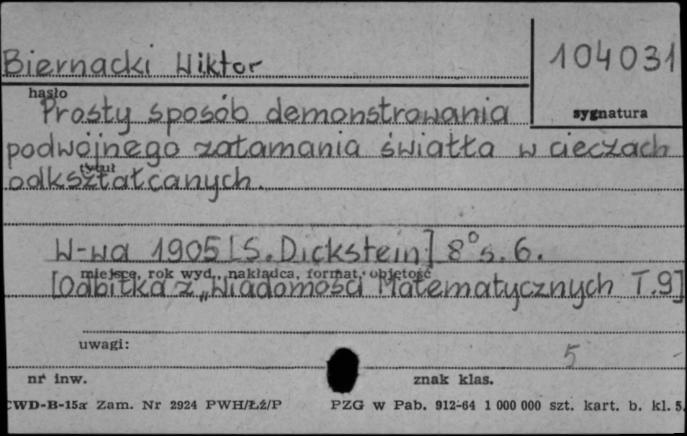 Biernacki Wiktor
104031
hasło
sygnatura
Prosty sposób demonstrowania
podwójnego załamania światła w cieczach
tytuł
odkształcanych.
W-wa 1905 [S. Dickstein] 8° s. 6.
miejsce, rok wyd., nakładca, format, objętość
[Odbitka z „Wiadomości Matematycznych T.9]
uwagi:
5
nr inw.
znak klas.
CWD-B-15a Zam. Nr 2924 PWH/Łź/P PZG w Pab. 912-64 1 000 000 szt. kart. b. kl. 5.